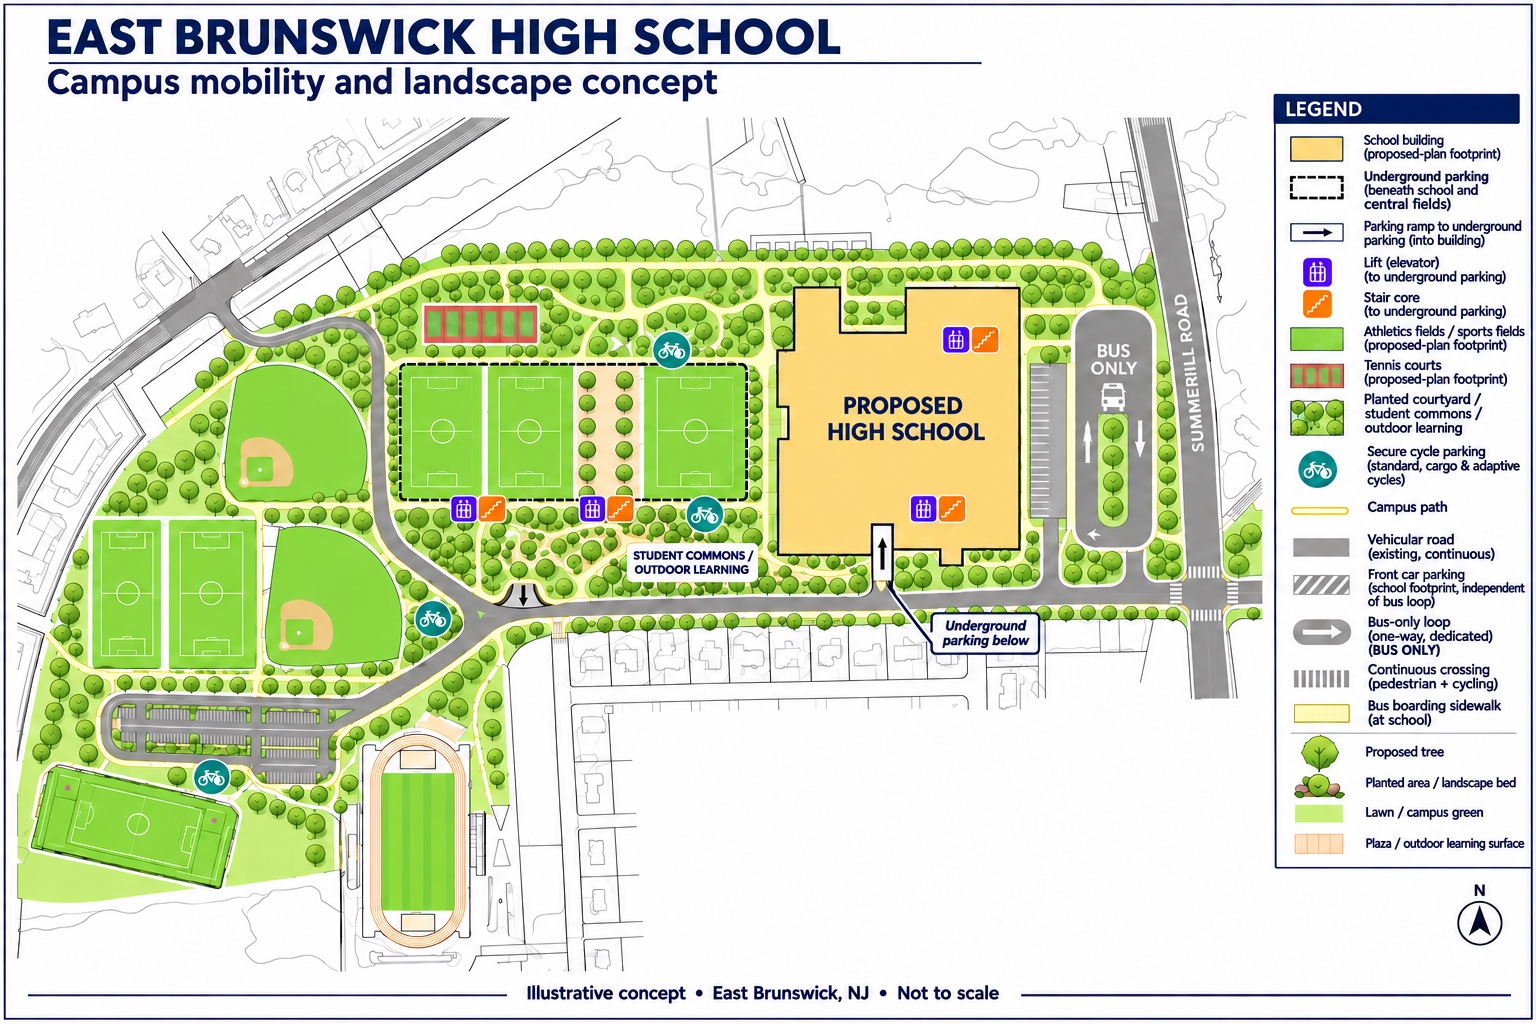 EAST BRUNSWICK HIGH SCHOOL
Campus mobility and landscape concept
LEGEND
School building
(proposed-plan footprint)
Underground parking
(beneath school and
central fields)
Parking ramp to underground
parking (into building)
Lift (elevator)
(to underground parking)
Stair core
(to underground parking)
Athletics fields / sports fields
(proposed-plan footprint)
Tennis courts
(proposed-plan footprint)
Planted courtyard /
student commons /
outdoor learning
Secure cycle parking
(standard, cargo & adaptive
cycles)
Campus path
Vehicular road
(existing, continuous)
Front car parking
(school footprint, independent
of bus loop)
Bus-only loop
(one-way, dedicated)
(BUS ONLY)
Continuous crossing
(pedestrian + cycling)
Bus boarding sidewalk
(at school)
Proposed tree
Planted area / landscape bed
Lawn / campus green
Plaza / outdoor learning surface
BUS
ONLY
SUMMERIILL ROAD
PROPOSED
HIGH SCHOOL
STUDENT COMMONS /
OUTDOOR LEARNING
Underground
parking below
N
Illustrative concept • East Brunswick, NJ • Not to scale